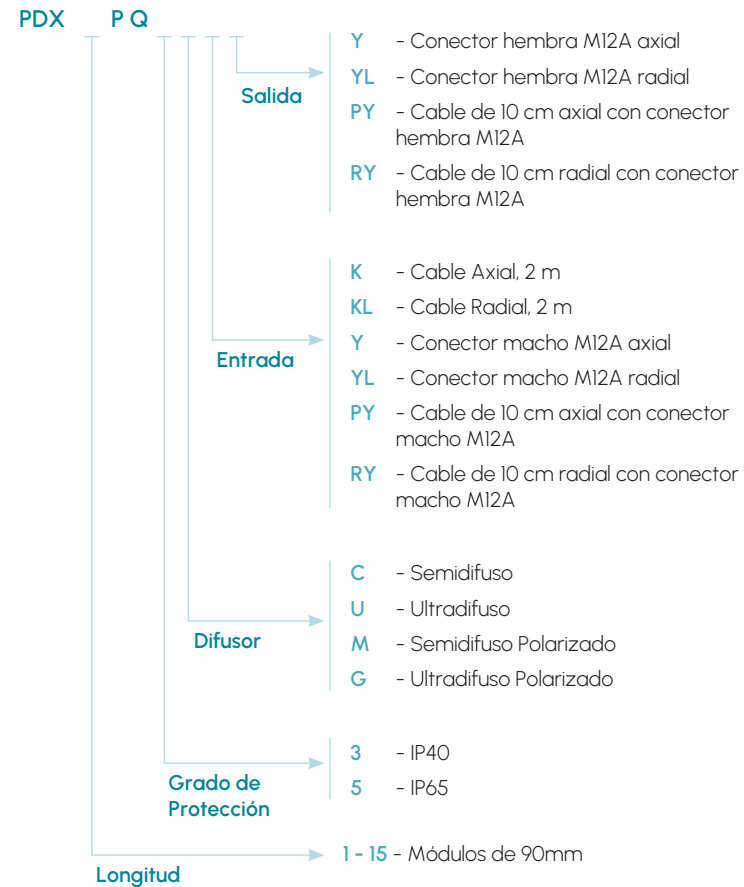 PDX P Q
Salida
Y - Conector hembra M12A axial
YL - Conector hembra M12A radial
PY - Cable de 10 cm axial con conector
hembra M12A
RY - Cable de 10 cm radial con conector
hembra M12A
Entrada
K - Cable Axial, 2 m
KL - Cable Radial, 2 m
Y - Conector macho M12A axial
YL - Conector macho M12A radial
PY - Cable de 10 cm axial con conector
macho M12A
RY - Cable de 10 cm radial con conector
macho M12A
Difusor
C - Semidifuso
U - Ultradifuso
M - Semidifuso Polarizado
G - Ultradifuso Polarizado
Grado de
Protección
3 - IP40
5 - IP65
Longitud
1 - 15 - Módulos de 90mm